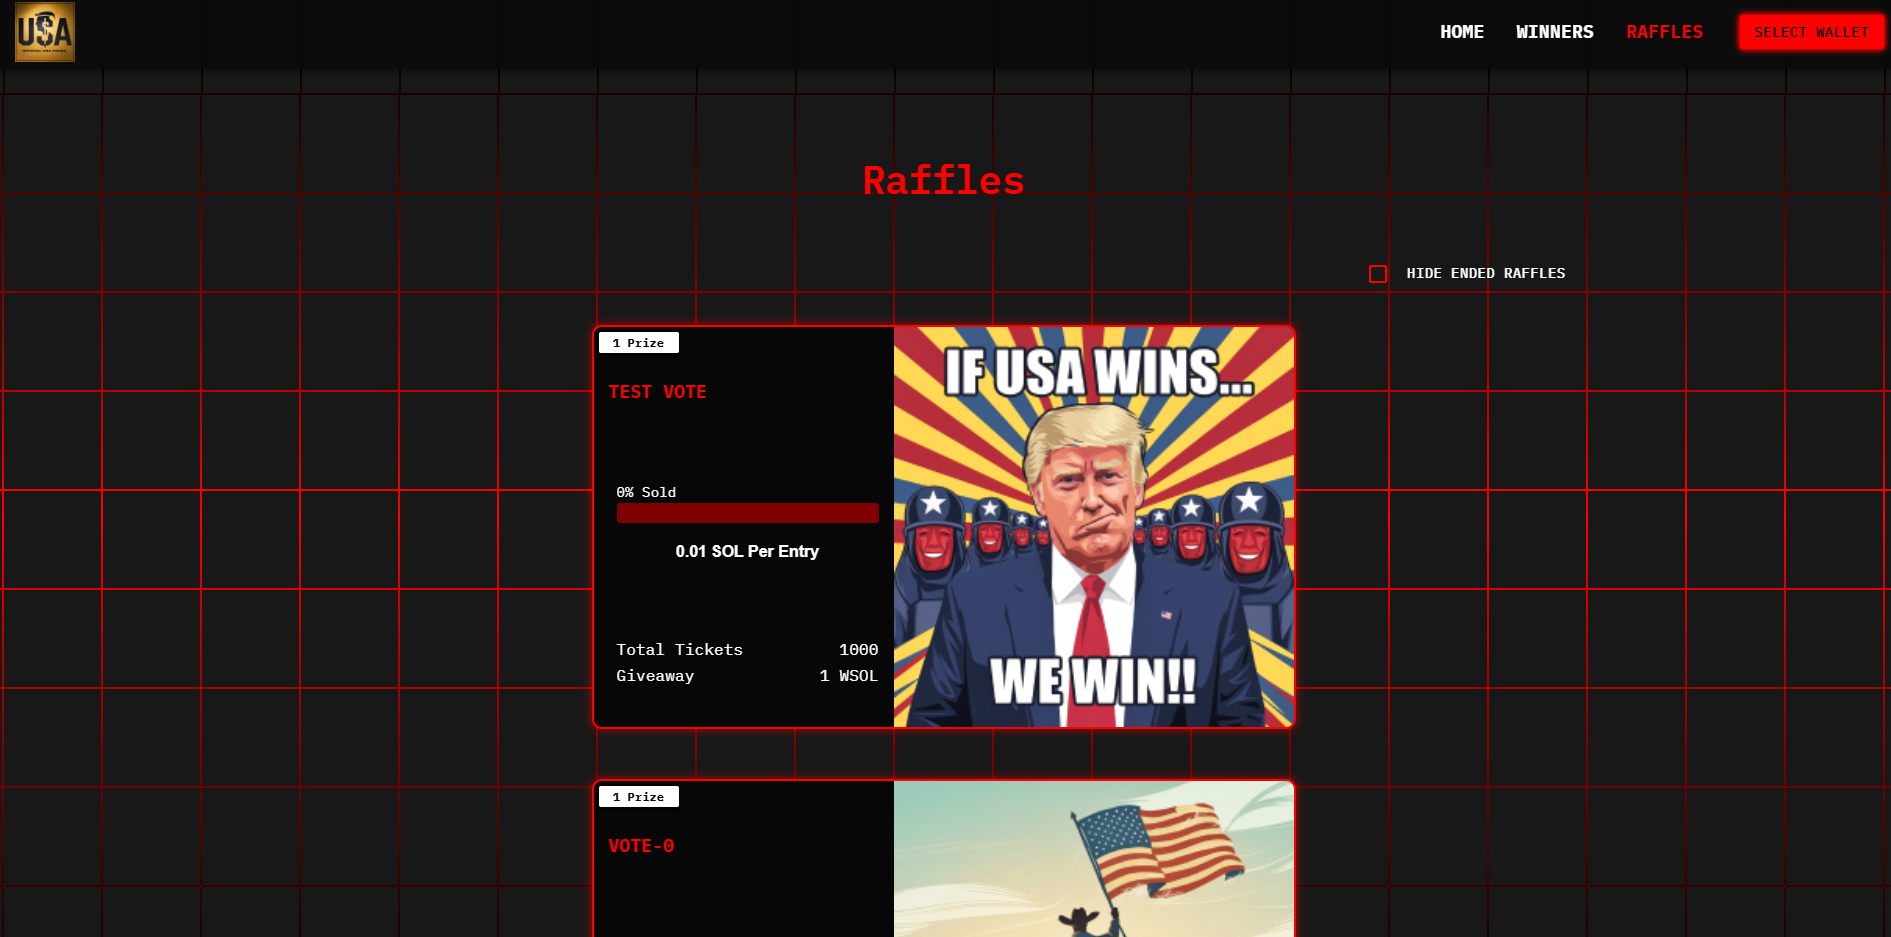 USA
HOME WINNERS RAFFLES SELECT WALLET
Raffles
HIDE ENDED RAFFLES
1 Prize
TEST VOTE
0% Sold
0.01 SOL Per Entry
Total Tickets 1000
Giveaway 1 WSOL
IF USA WINS...
WE WIN!!
1 Prize
VOTE-0